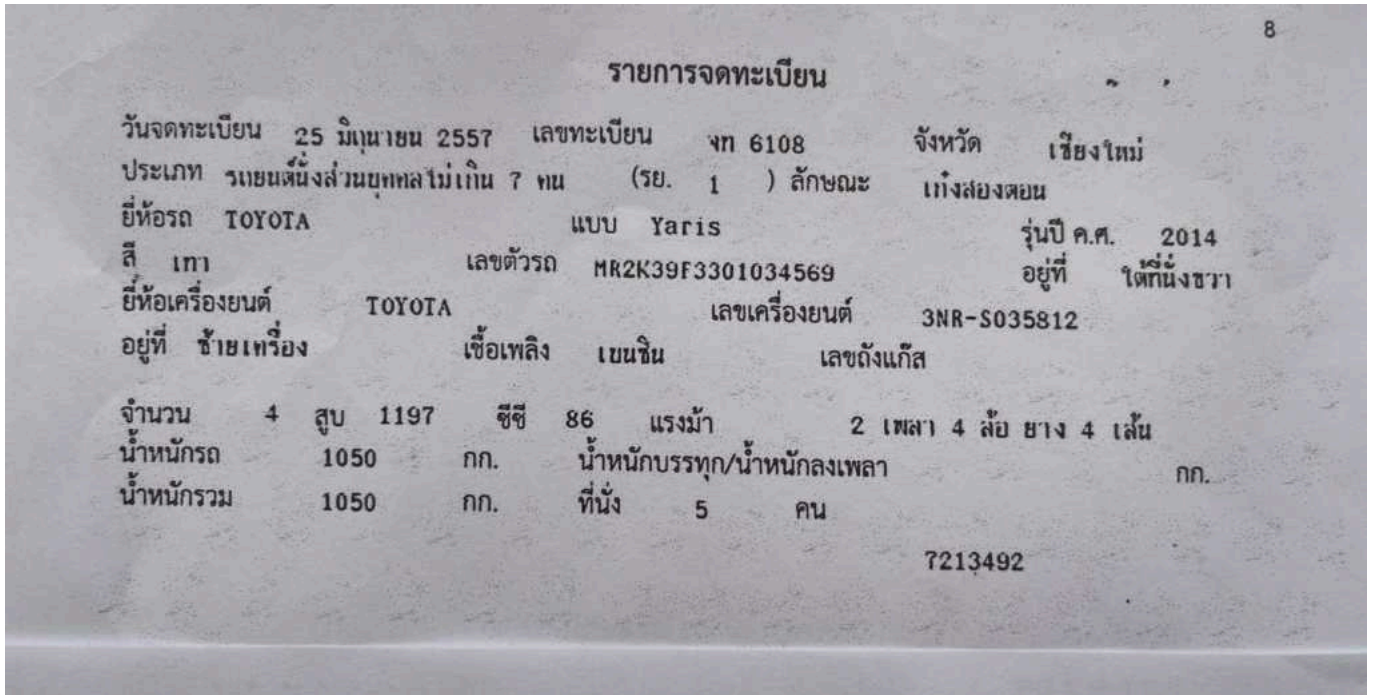 8
รายการจดทะเบียน
วันจดทะเบียน 25 มิถุนายน 2557 เลขทะเบียน งท 6108 จังหวัด เชียงใหม่
ประเภท รถยนต์นั่งส่วนบุคคลไม่เกิน 7 คน (รย. 1 ) ลักษณะ เก๋งสองตอน
ยี่ห้อรถ TOYOTA แบบ Yaris รุ่นปี ค.ศ. 2014
สี เทา เลขตัวรถ MR2K39F3301034569 อยู่ที่ ใต้ที่นั่งขวา
ยี่ห้อเครื่องยนต์ TOYOTA เลขเครื่องยนต์ 3NR-S035812
อยู่ที่ ซ้ายเครื่อง เชื้อเพลิง เบนซิน เลขถังแก๊ส
จำนวน 4 สูบ 1197 ซีซี 86 แรงม้า 2 เพลา 4 ล้อ ยาง 4 เส้น
น้ำหนักรถ 1050 กก. น้ำหนักบรรทุก/น้ำหนักลงเพลา กก.
น้ำหนักรวม 1050 กก. ที่นั่ง 5 คน
7213492